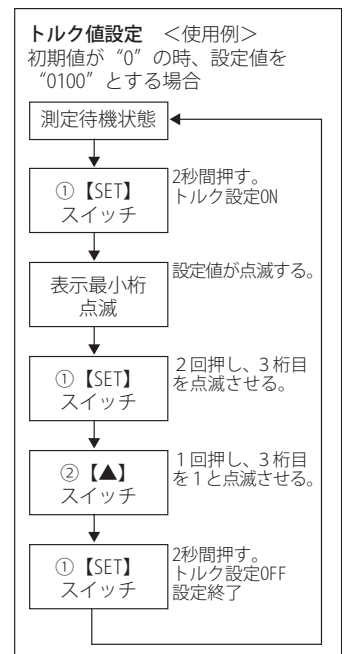 トルク値設定　<使用例>
初期値が“0”の時、設定値を
“0100”とする場合
測定待機状態
①【SET】
スイッチ
2秒間押す。
トルク設定ON
表示最小桁
点滅
設定値が点滅する。
①【SET】
スイッチ
２回押し、３桁目
を点滅させる。
②【▲】
スイッチ
１回押し、３桁目
を１と点滅させる。
①【SET】
スイッチ
2秒間押す。
トルク設定OFF
設定終了